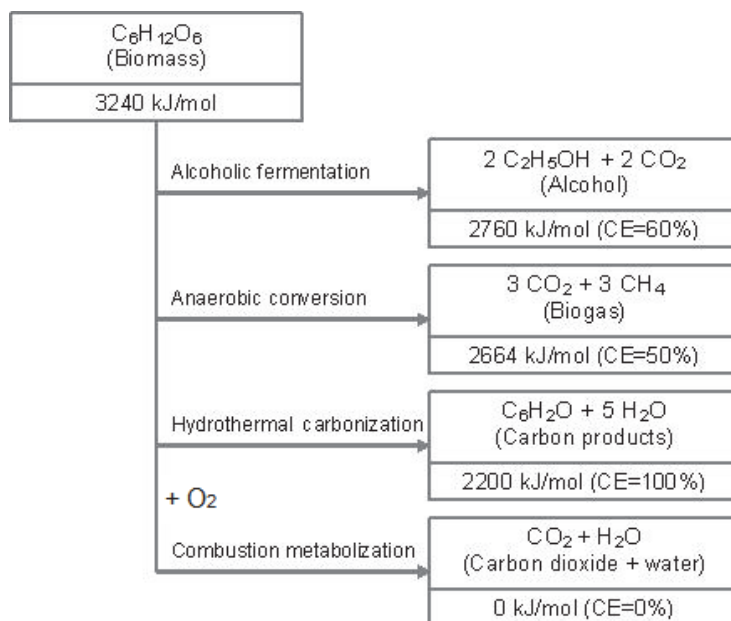 C₆H₁₂O₆
(Biomass)
3240 kJ/mol
Alcoholic fermentation
2 C₂H₅OH + 2 CO₂
(Alcohol)
2760 kJ/mol (CE=60%)
Anaerobic conversion
3 CO₂ + 3 CH₄
(Biogas)
2664 kJ/mol (CE=50%)
Hydrothermal carbonization
C₆H₂O + 5 H₂O
(Carbon products)
2200 kJ/mol (CE=100%)
+ O₂
Combustion metabolization
CO₂ + H₂O
(Carbon dioxide + water)
0 kJ/mol (CE=0%)